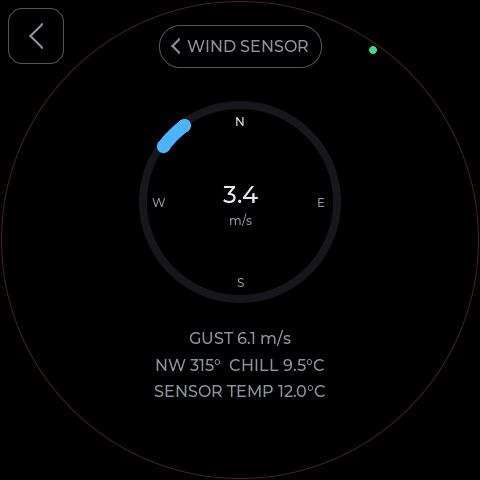 WIND SENSOR
N
W
3.4
E
m/s
S
GUST 6.1 m/s
NW 315° CHILL 9.5°C
SENSOR TEMP 12.0°C